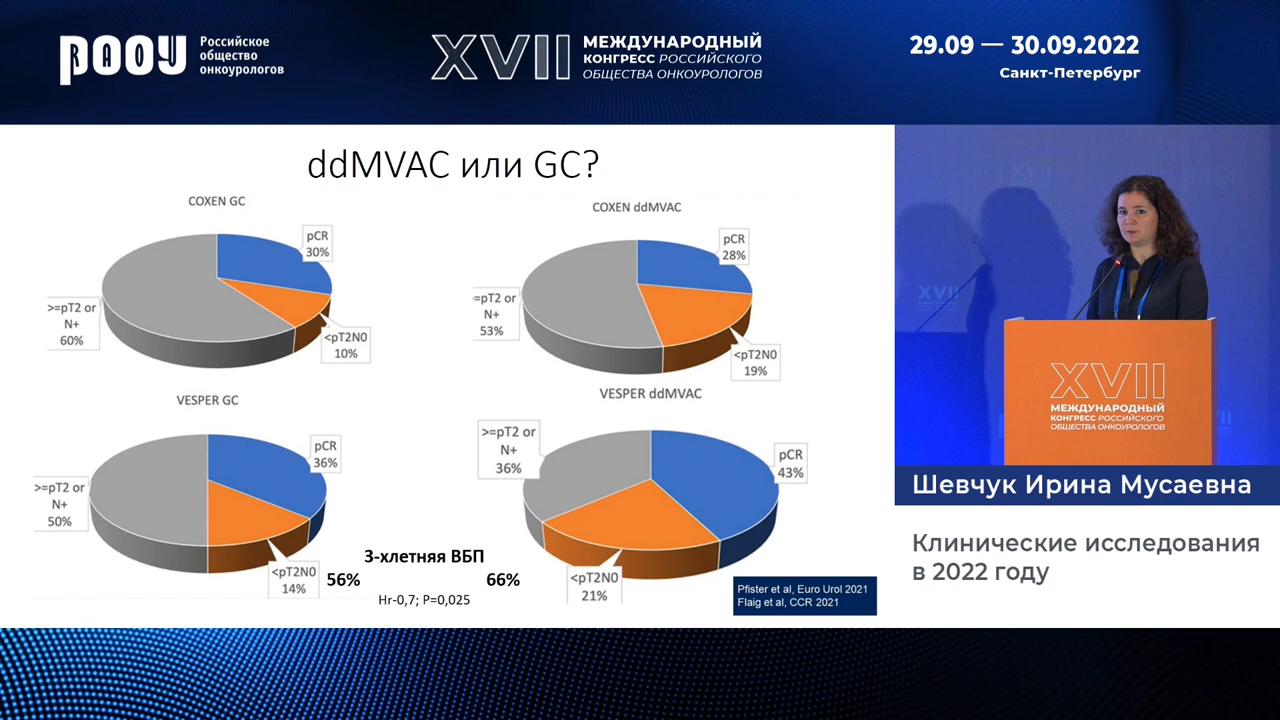 РАОУ
RAOU
Российское
общество
онкоурологов
XVII
МЕЖДУНАРОДНЫЙ
КОНГРЕСС РОССИЙСКОГО
ОБЩЕСТВА ОНКОУРОЛОГОВ
29.09 — 30.09.2022
Санкт-Петербург
ddMVAC или GC?
COXEN GC
pCR
30%
>=pT2 or
N+
60%
<pT2N0
10%
COXEN ddMVAC
pCR
28%
=pT2 or
N+
53%
<pT2N0
19%
VESPER GC
pCR
36%
>=pT2 or
N+
50%
<pT2N0
14%
VESPER ddMVAC
>=pT2 or
N+
36%
pCR
43%
<pT2N0
21%
3-хлетняя ВБП
56% 66%
Hr-0,7; P=0,025
Pfister et al, Euro Urol 2021
Flaig et al, CCR 2021
XVII
XVII
XVII
МЕЖДУНАРОДНЫЙ
КОНГРЕСС РОССИЙСКОГО
ОБЩЕСТВА ОНКОУРОЛОГОВ
Шевчук Ирина Мусаевна
Клинические исследования
в 2022 году